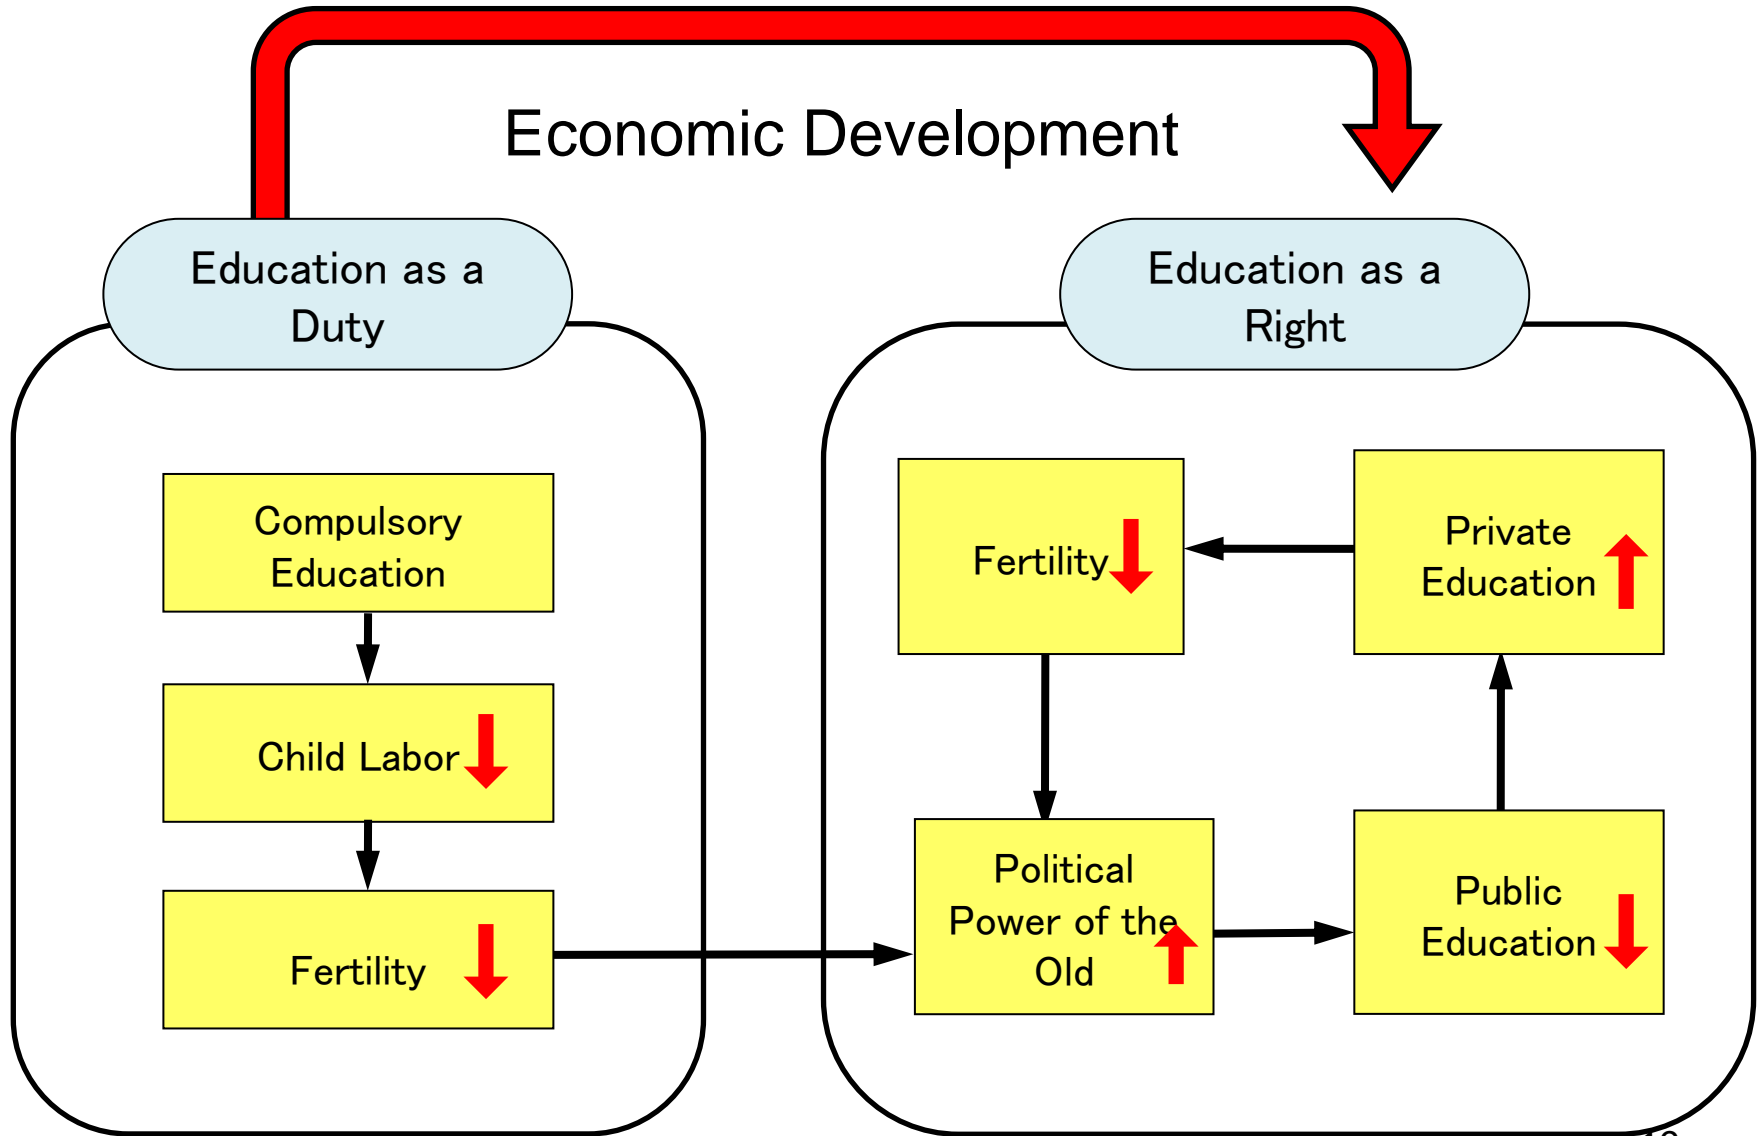 Economic Development
Education as a
Duty
Education as a
Right
Compulsory
Education
Child Labor
Fertility
Fertility
Private
Education
Political
Power of the
Old
Public
Education